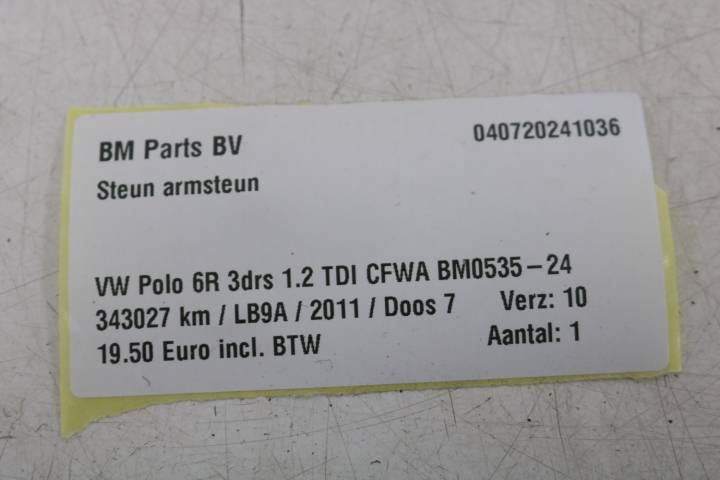 BM Parts BV 040720241036
Steun armsteun
VW Polo 6R 3drs 1.2 TDI CFWA BM0535-24
343027 km / LB9A / 2011 / Doos 7 Verz: 10
19.50 Euro incl. BTW Aantal: 1